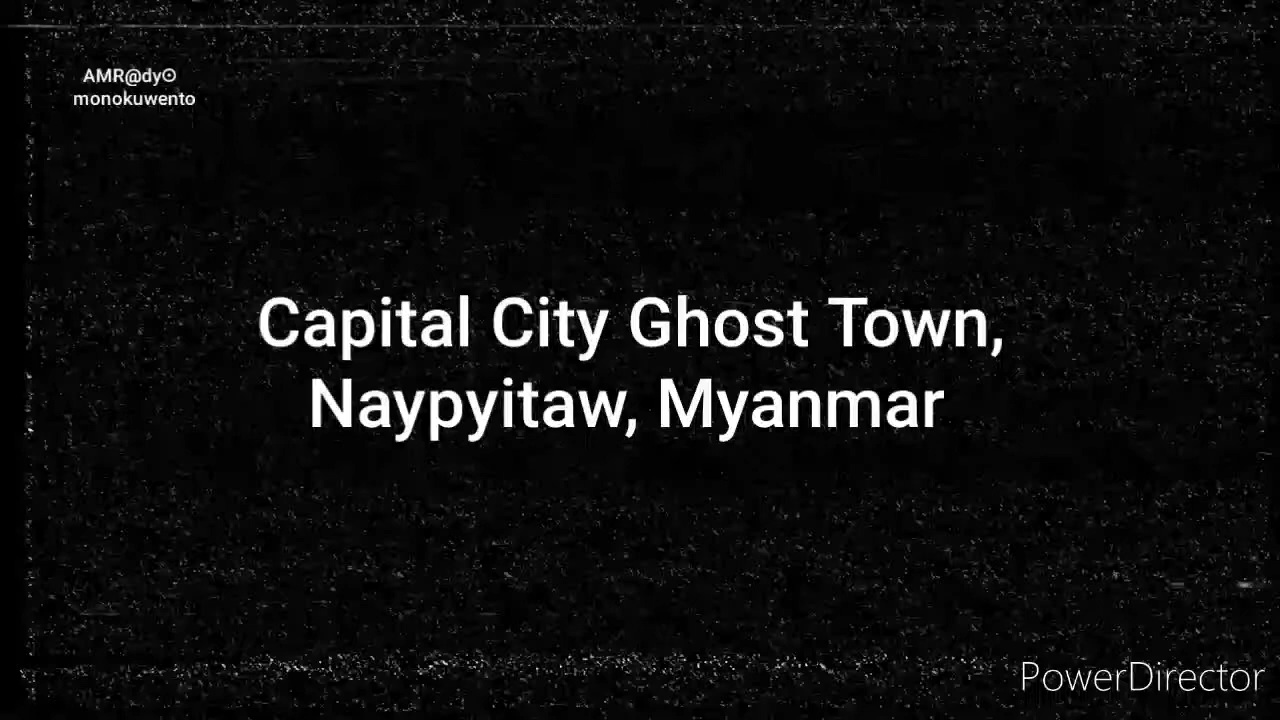 AMR@dy⊙
monokuwento
Capital City Ghost Town,
Naypyitaw, Myanmar
PowerDirector